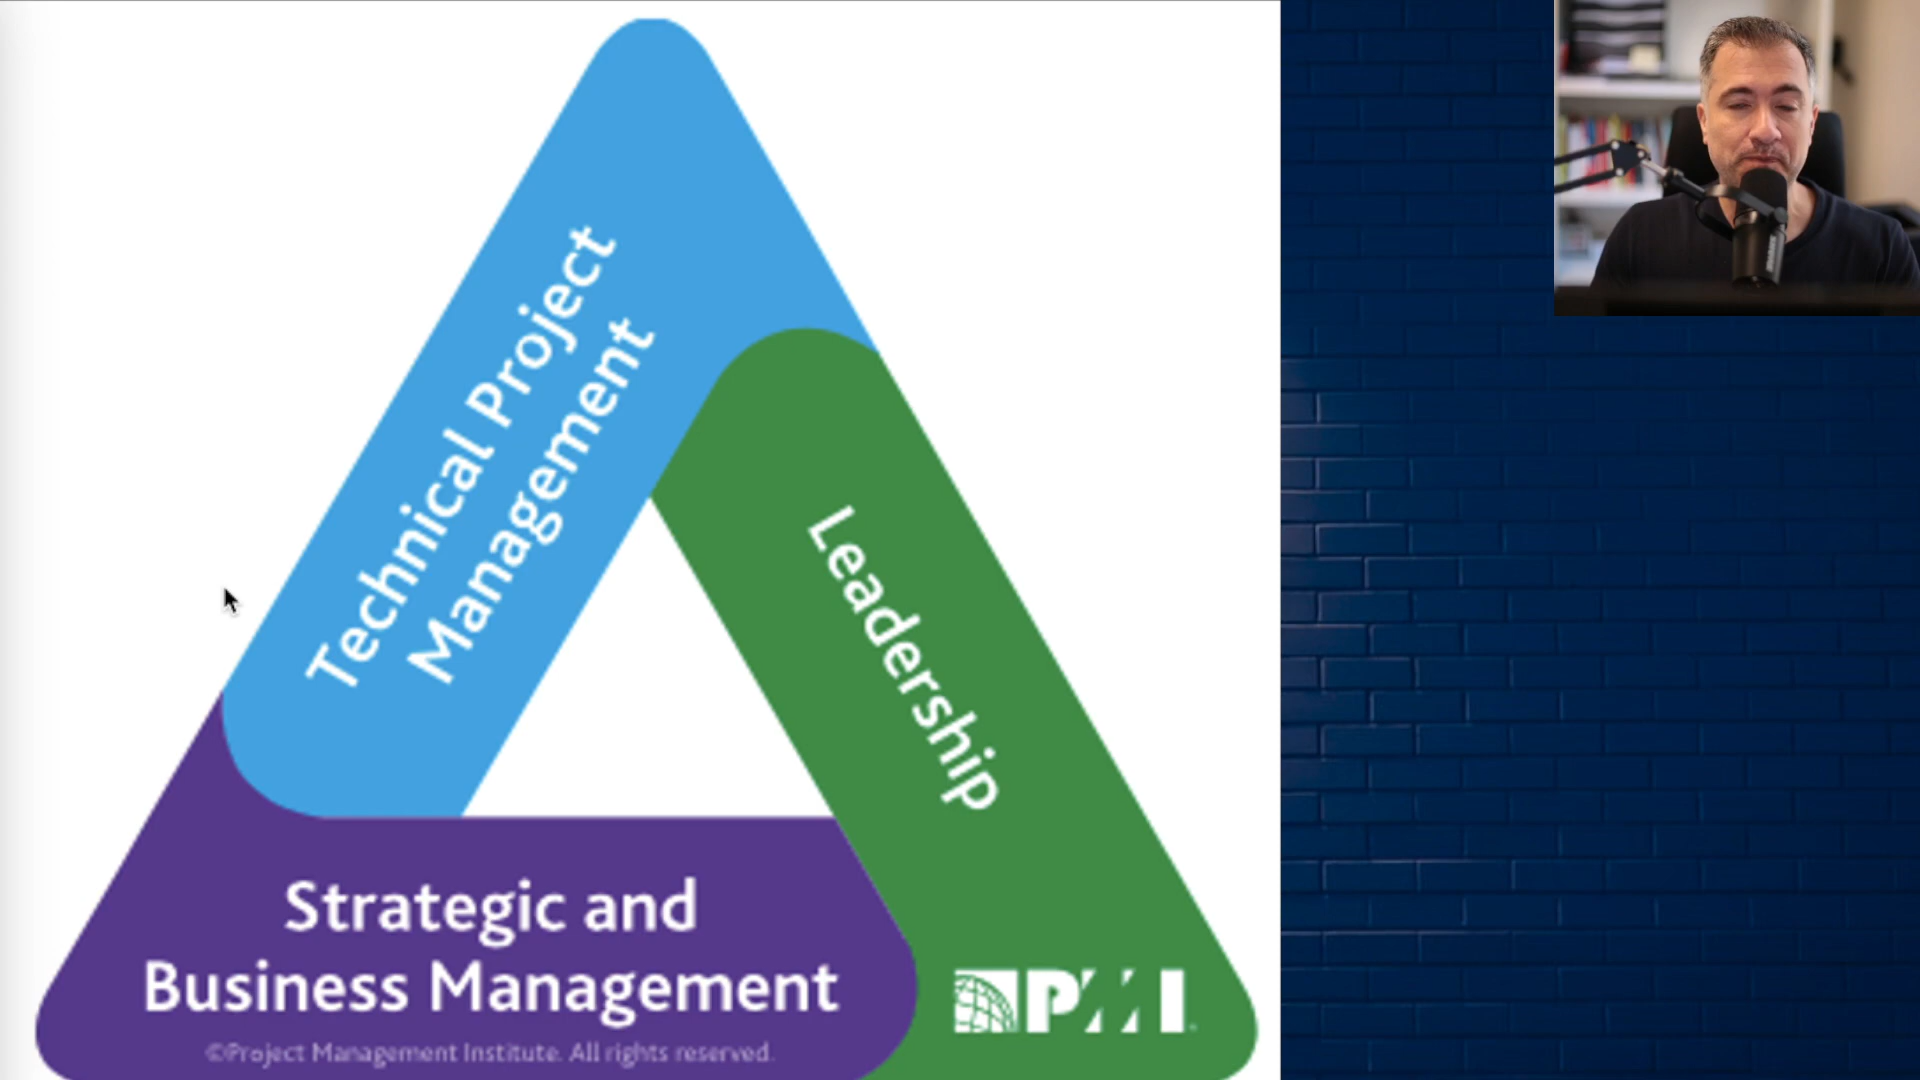 Technical Project
Management
Leadership
Strategic and
Business Management
PMI
©Project Management Institute. All rights reserved.